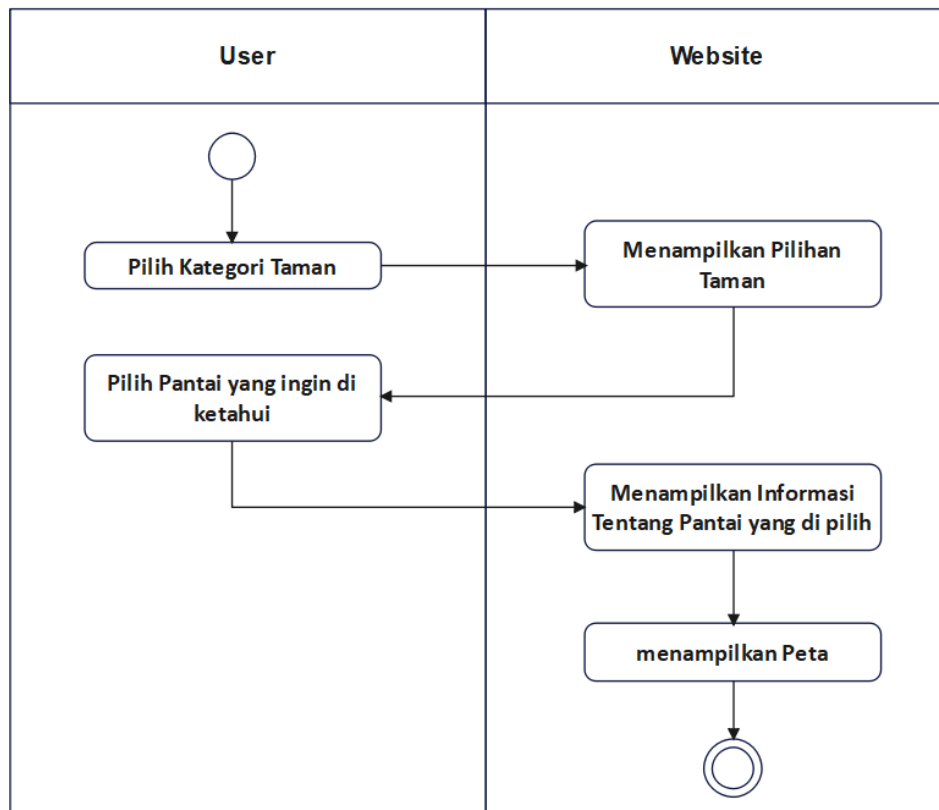 User
Website
Pilih Kategori Taman
Menampilkan Pilihan
Taman
Pilih Pantai yang ingin di
ketahui
Menampilkan Informasi
Tentang Pantai yang di pilih
menampilkan Peta